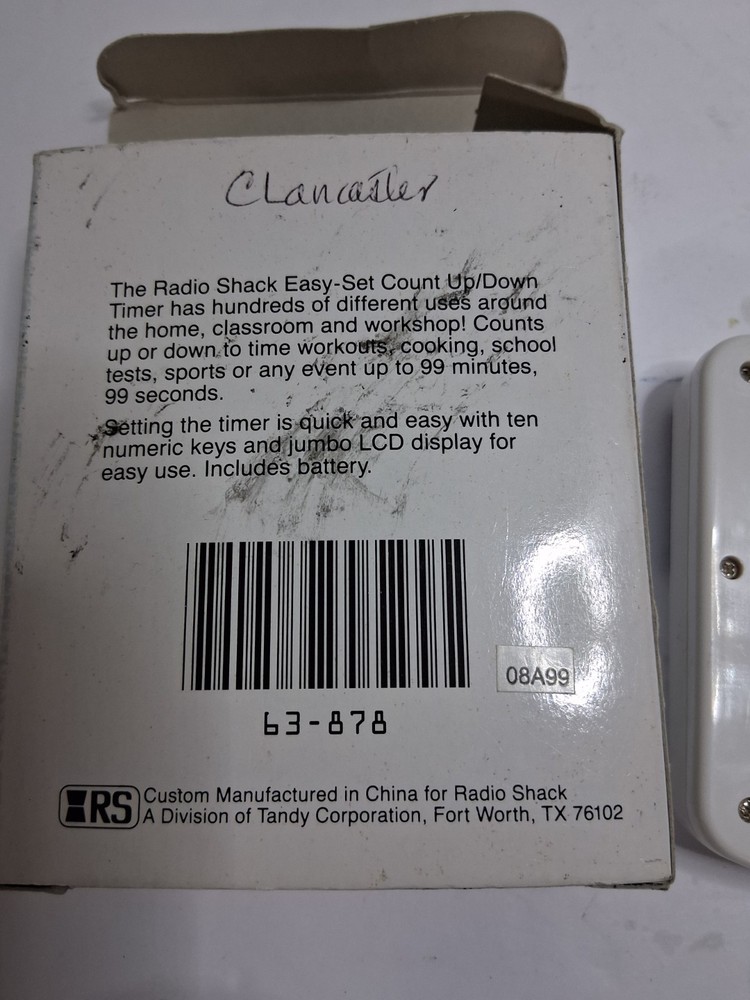 CLancaster
The Radio Shack Easy-Set Count Up/Down
Timer has hundreds of different uses around
the home, classroom and workshop! Counts
up or down to time workouts, cooking, school
tests, sports or any event up to 99 minutes,
99 seconds.
Setting the timer is quick and easy with ten
numeric keys and jumbo LCD display for
easy use. Includes battery.
08A99
63-878
RS Custom Manufactured in China for Radio Shack
A Division of Tandy Corporation, Fort Worth, TX 76102